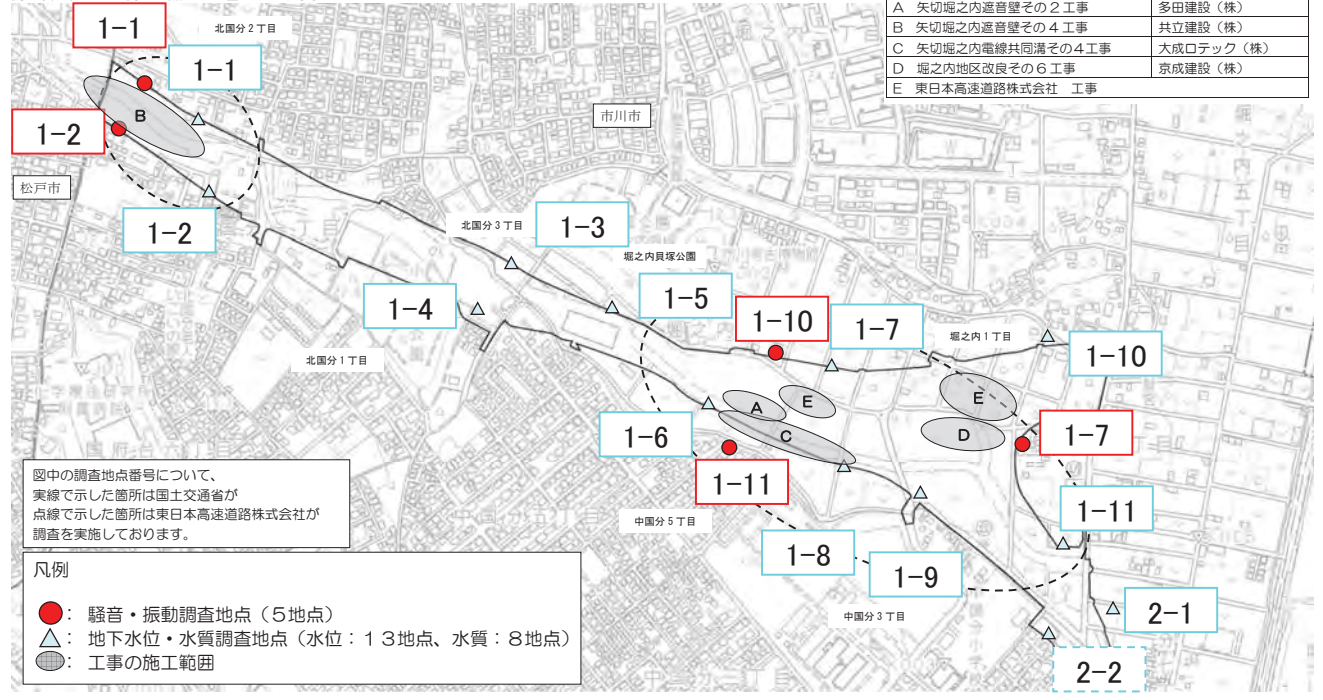 A 矢切堀之内遮音壁その2工事 多田建設（株）
B 矢切堀之内遮音壁その4工事 共立建設（株）
C 矢切堀之内電線共同溝その4工事 大成ロテック（株）
D 堀之内地区改良その6工事 京成建設（株）
E 東日本高速道路株式会社 工事
1-1
北国分2丁目
1-1
B
市川市
1-2
松戸市
1-2
北国分3丁目
1-3
堀之内貝塚公園
1-5
1-4
1-10
1-7
堀之内1丁目
1-10
北国分1丁目
E
A
E
1-6
C
D
1-7
1-11
図中の調査地点番号について、
実線で示した箇所は国土交通省が
点線で示した箇所は東日本高速道路株式会社が
調査を実施しております。
中国分5丁目
1-11
1-8
1-9
中国分3丁目
2-1
2-2
凡例
： 騒音・振動調査地点（5地点）
： 地下水位・水質調査地点（水位：13地点、水質：8地点）
： 工事の施工範囲